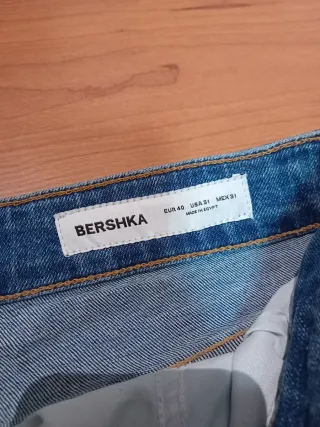 BERSHKA
EUR 40 USA 31 MEX 31
MADE IN EGYPT